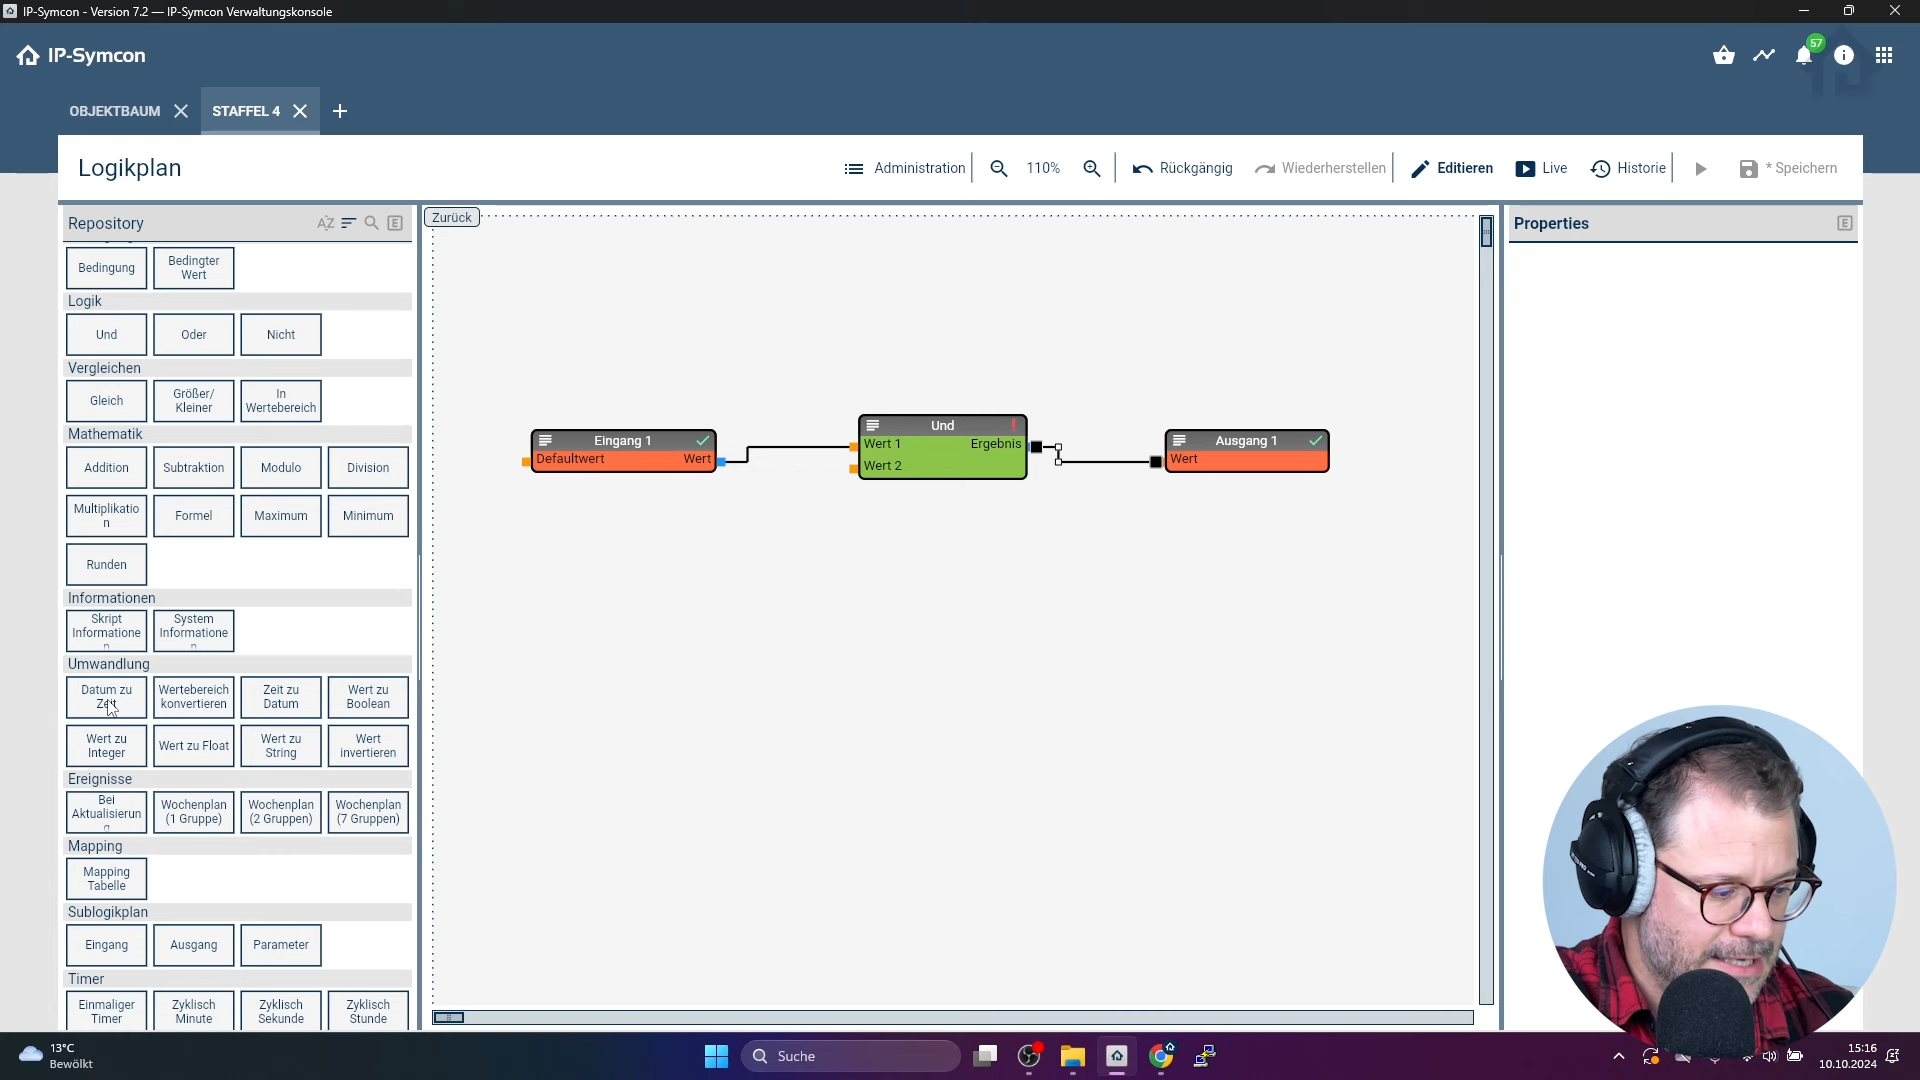 IP-Symcon - Version 7.2 — IP-Symcon Verwaltungskonsole
IP-Symcon
57
OBJEKTBAUM
STAFFEL 4
Logikplan
Administration
110%
Rückgängig
Wiederherstellen
Editieren
Live
Historie
* Speichern
Repository
AZ
E
Zurück
Properties
E
Bedingung
Bedingter
Wert
Logik
Und
Oder
Nicht
Vergleichen
Gleich
Größer/
Kleiner
In
Wertebereich
Mathematik
Addition
Subtraktion
Modulo
Division
Multiplikatio
n
Formel
Maximum
Minimum
Runden
Informationen
Skript
Informatione
n
System
Informatione
n
Umwandlung
Datum zu
Zeit
Wertebereich
konvertieren
Zeit zu
Datum
Wert zu
Boolean
Wert zu
Integer
Wert zu Float
Wert zu
String
Wert
invertieren
Ereignisse
Bei
Aktualisierun
g
Wochenplan
(1 Gruppe)
Wochenplan
(2 Gruppen)
Wochenplan
(7 Gruppen)
Mapping
Mapping
Tabelle
Sublogikplan
Eingang
Ausgang
Parameter
Timer
Einmaliger
Timer
Zyklisch
Minute
Zyklisch
Sekunde
Zyklisch
Stunde
Eingang 1
Defaultwert
Wert
Und
!
Wert 1
Ergebnis
Wert 2
Ausgang 1
Wert
13°C
Bewölkt
Suche
15:16
10.10.2024